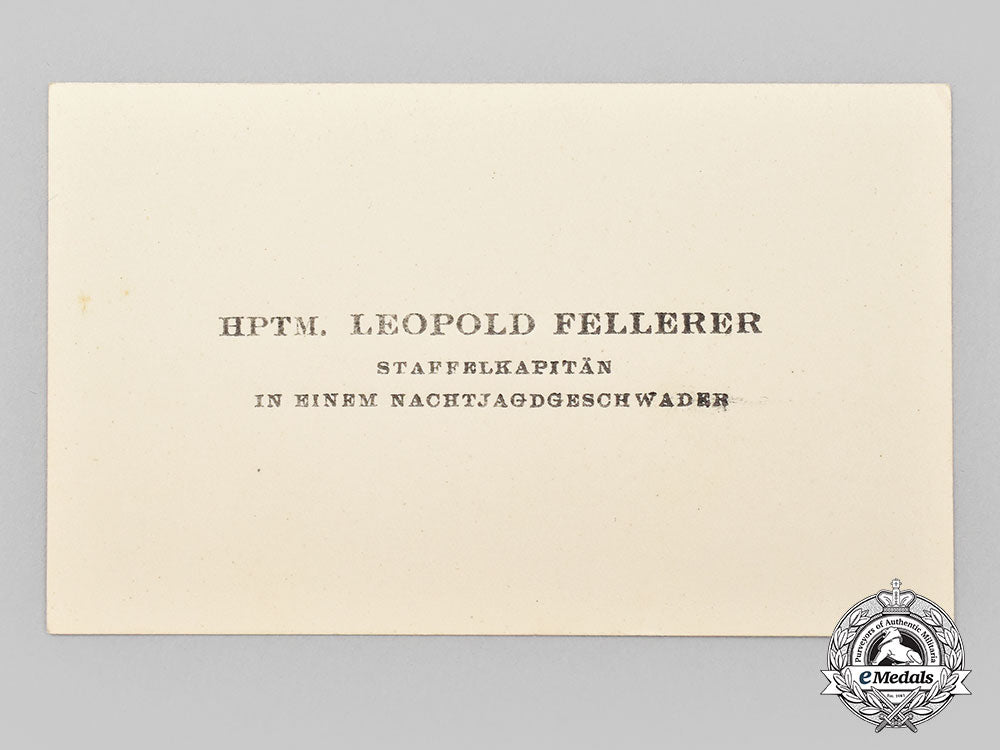 HPTM. LEOPOLD FELLERER
STAFFELKAPITÄN
IN EINEM NACHTJAGDGESCHWADER
Purveyors of Authentic Militaria
eMedals